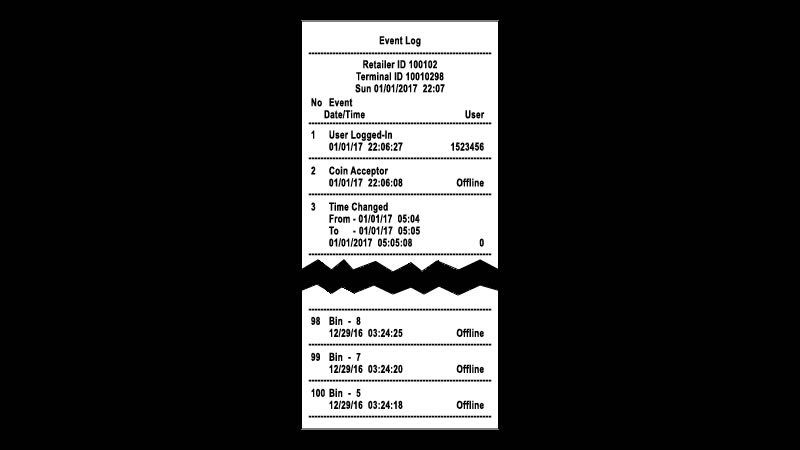 Event Log
Retailer ID 100102
Terminal ID 10010298
Sun 01/01/2017 22:07
No Event
Date/Time User
1 User Logged-In
01/01/17 22:06:27 1523456
2 Coin Acceptor
01/01/17 22:06:08 Offline
3 Time Changed
From - 01/01/17 05:04
To - 01/01/17 05:05
01/01/2017 05:05:08 0
98 Bin - 8
12/29/16 03:24:25 Offline
99 Bin - 7
12/29/16 03:24:20 Offline
100 Bin - 5
12/29/16 03:24:18 Offline